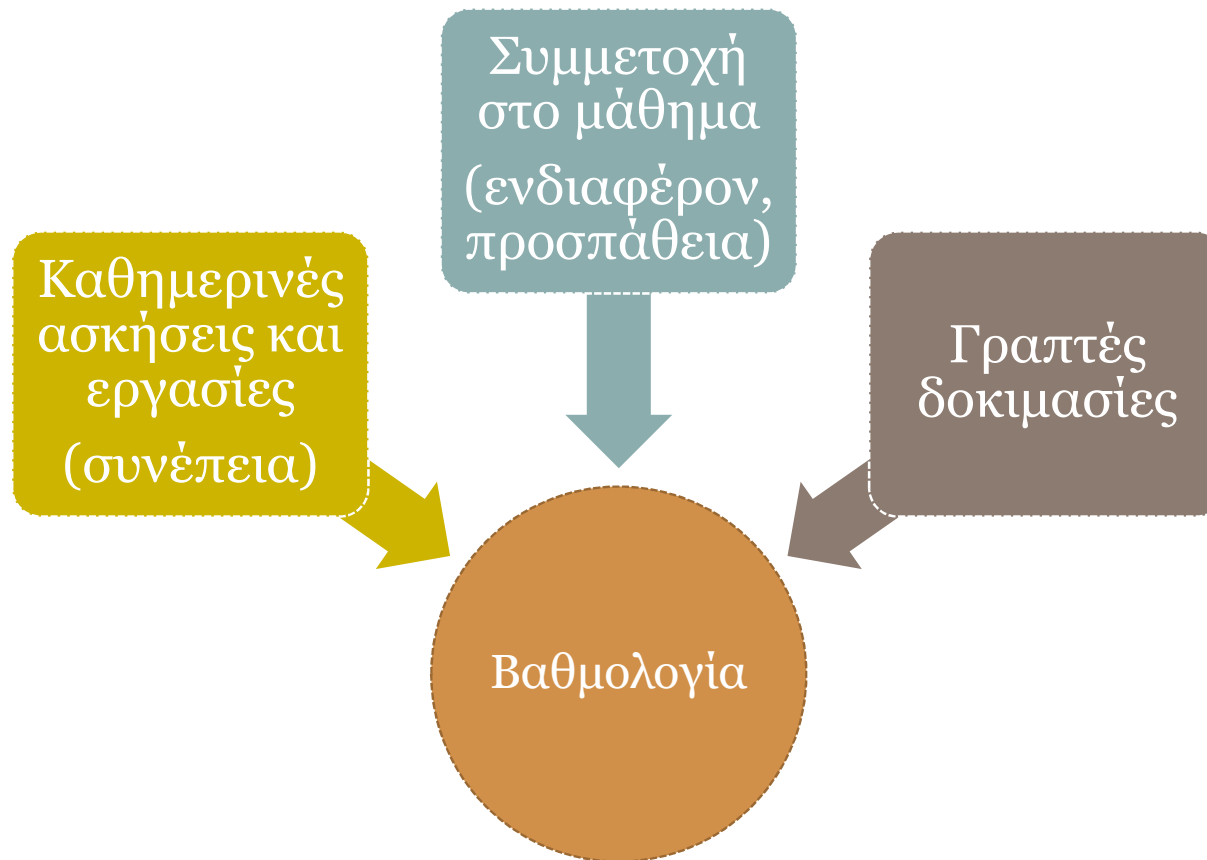 Συμμετοχή
στο μάθημα
(ενδιαφέρον,
προσπάθεια)
Καθημερινές
ασκήσεις και
εργασίες
(συνέπεια)
Γραπτές
δοκιμασίες
Βαθμολογία